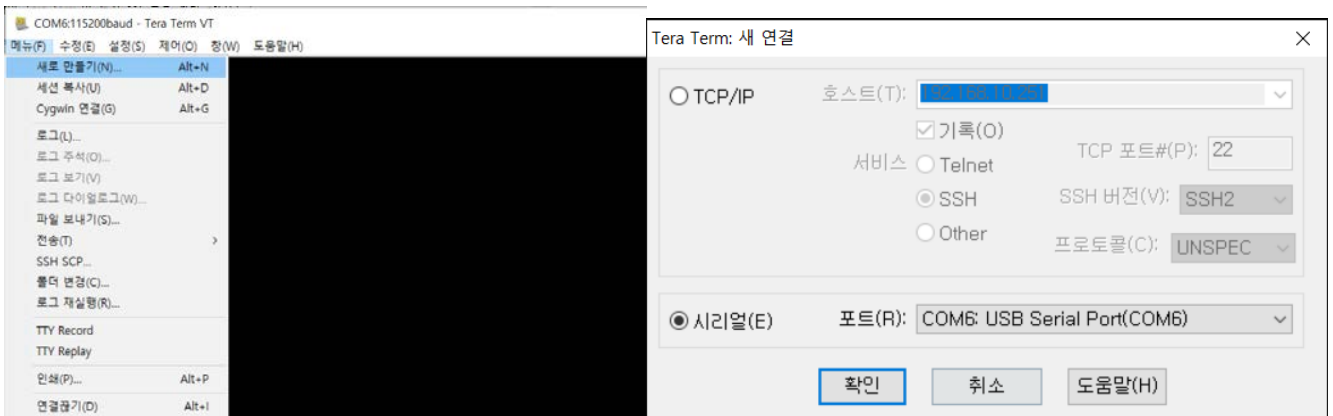 COM6:115200baud - Tera Term VT
메뉴(F) 수정(E) 설정(S) 제어(O) 창(W) 도움말(H)
새로 만들기(N)... Alt+N
세션 복사(U) Alt+D
Cygwin 연결(G) Alt+G
로그(L)...
로그 주석(O)...
로그 보기(V)
로그 다이얼로그(W)...
파일 보내기(S)...
전송(T) >
SSH SCP...
폴더 변경(C)...
로그 재실행(R)...
TTY Record
TTY Replay
인쇄(P)... Alt+P
연결끊기(D) Alt+I
Tera Term: 새 연결
TCP/IP 호스트(T): 192.168.10.251
기록(O)
서비스 Telnet TCP 포트#(P): 22
SSH SSH 버전(V): SSH2
Other 프로토콜(C): UNSPEC
시리얼(E) 포트(R): COM6: USB Serial Port(COM6)
확인 취소 도움말(H)